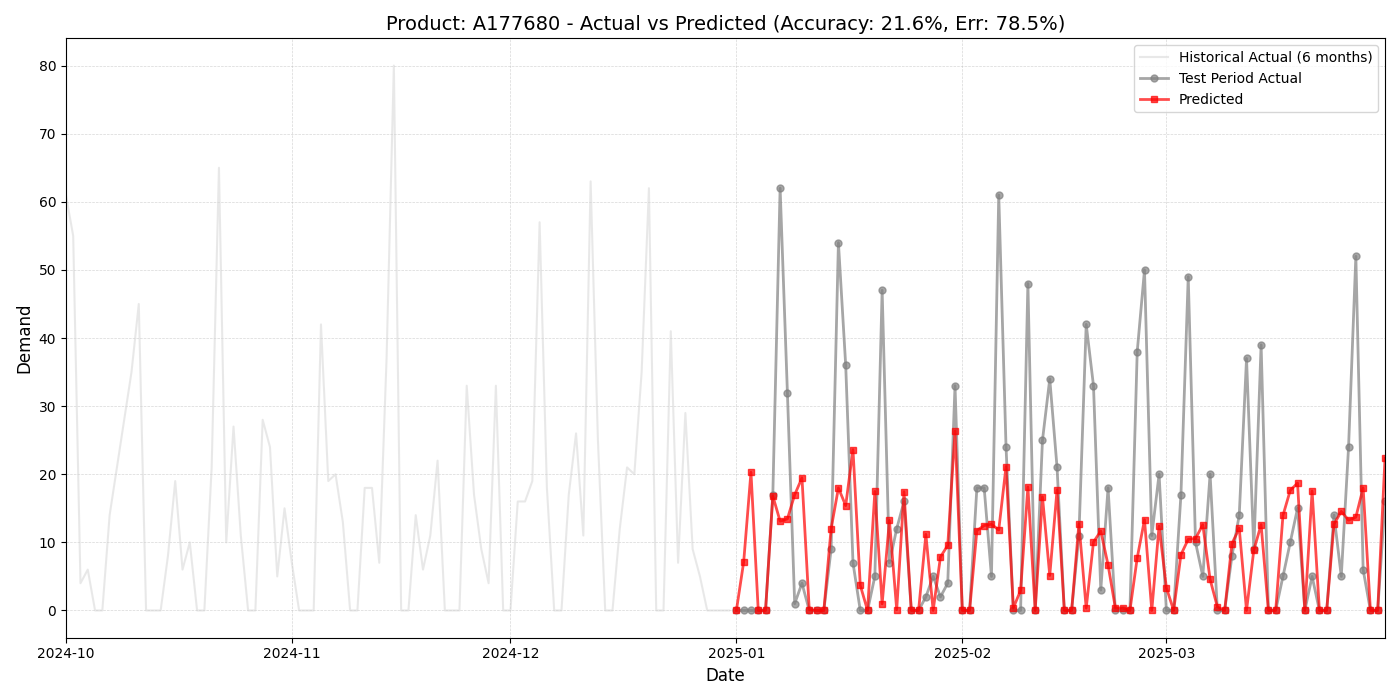 Product: A177680 - Actual vs Predicted (Accuracy: 21.6%, Err: 78.5%)
Historical Actual (6 months)
Test Period Actual
Predicted
Demand
80
70
60
50
40
30
20
10
0
2024-10
2024-11
2024-12
2025-01
2025-02
2025-03
Date